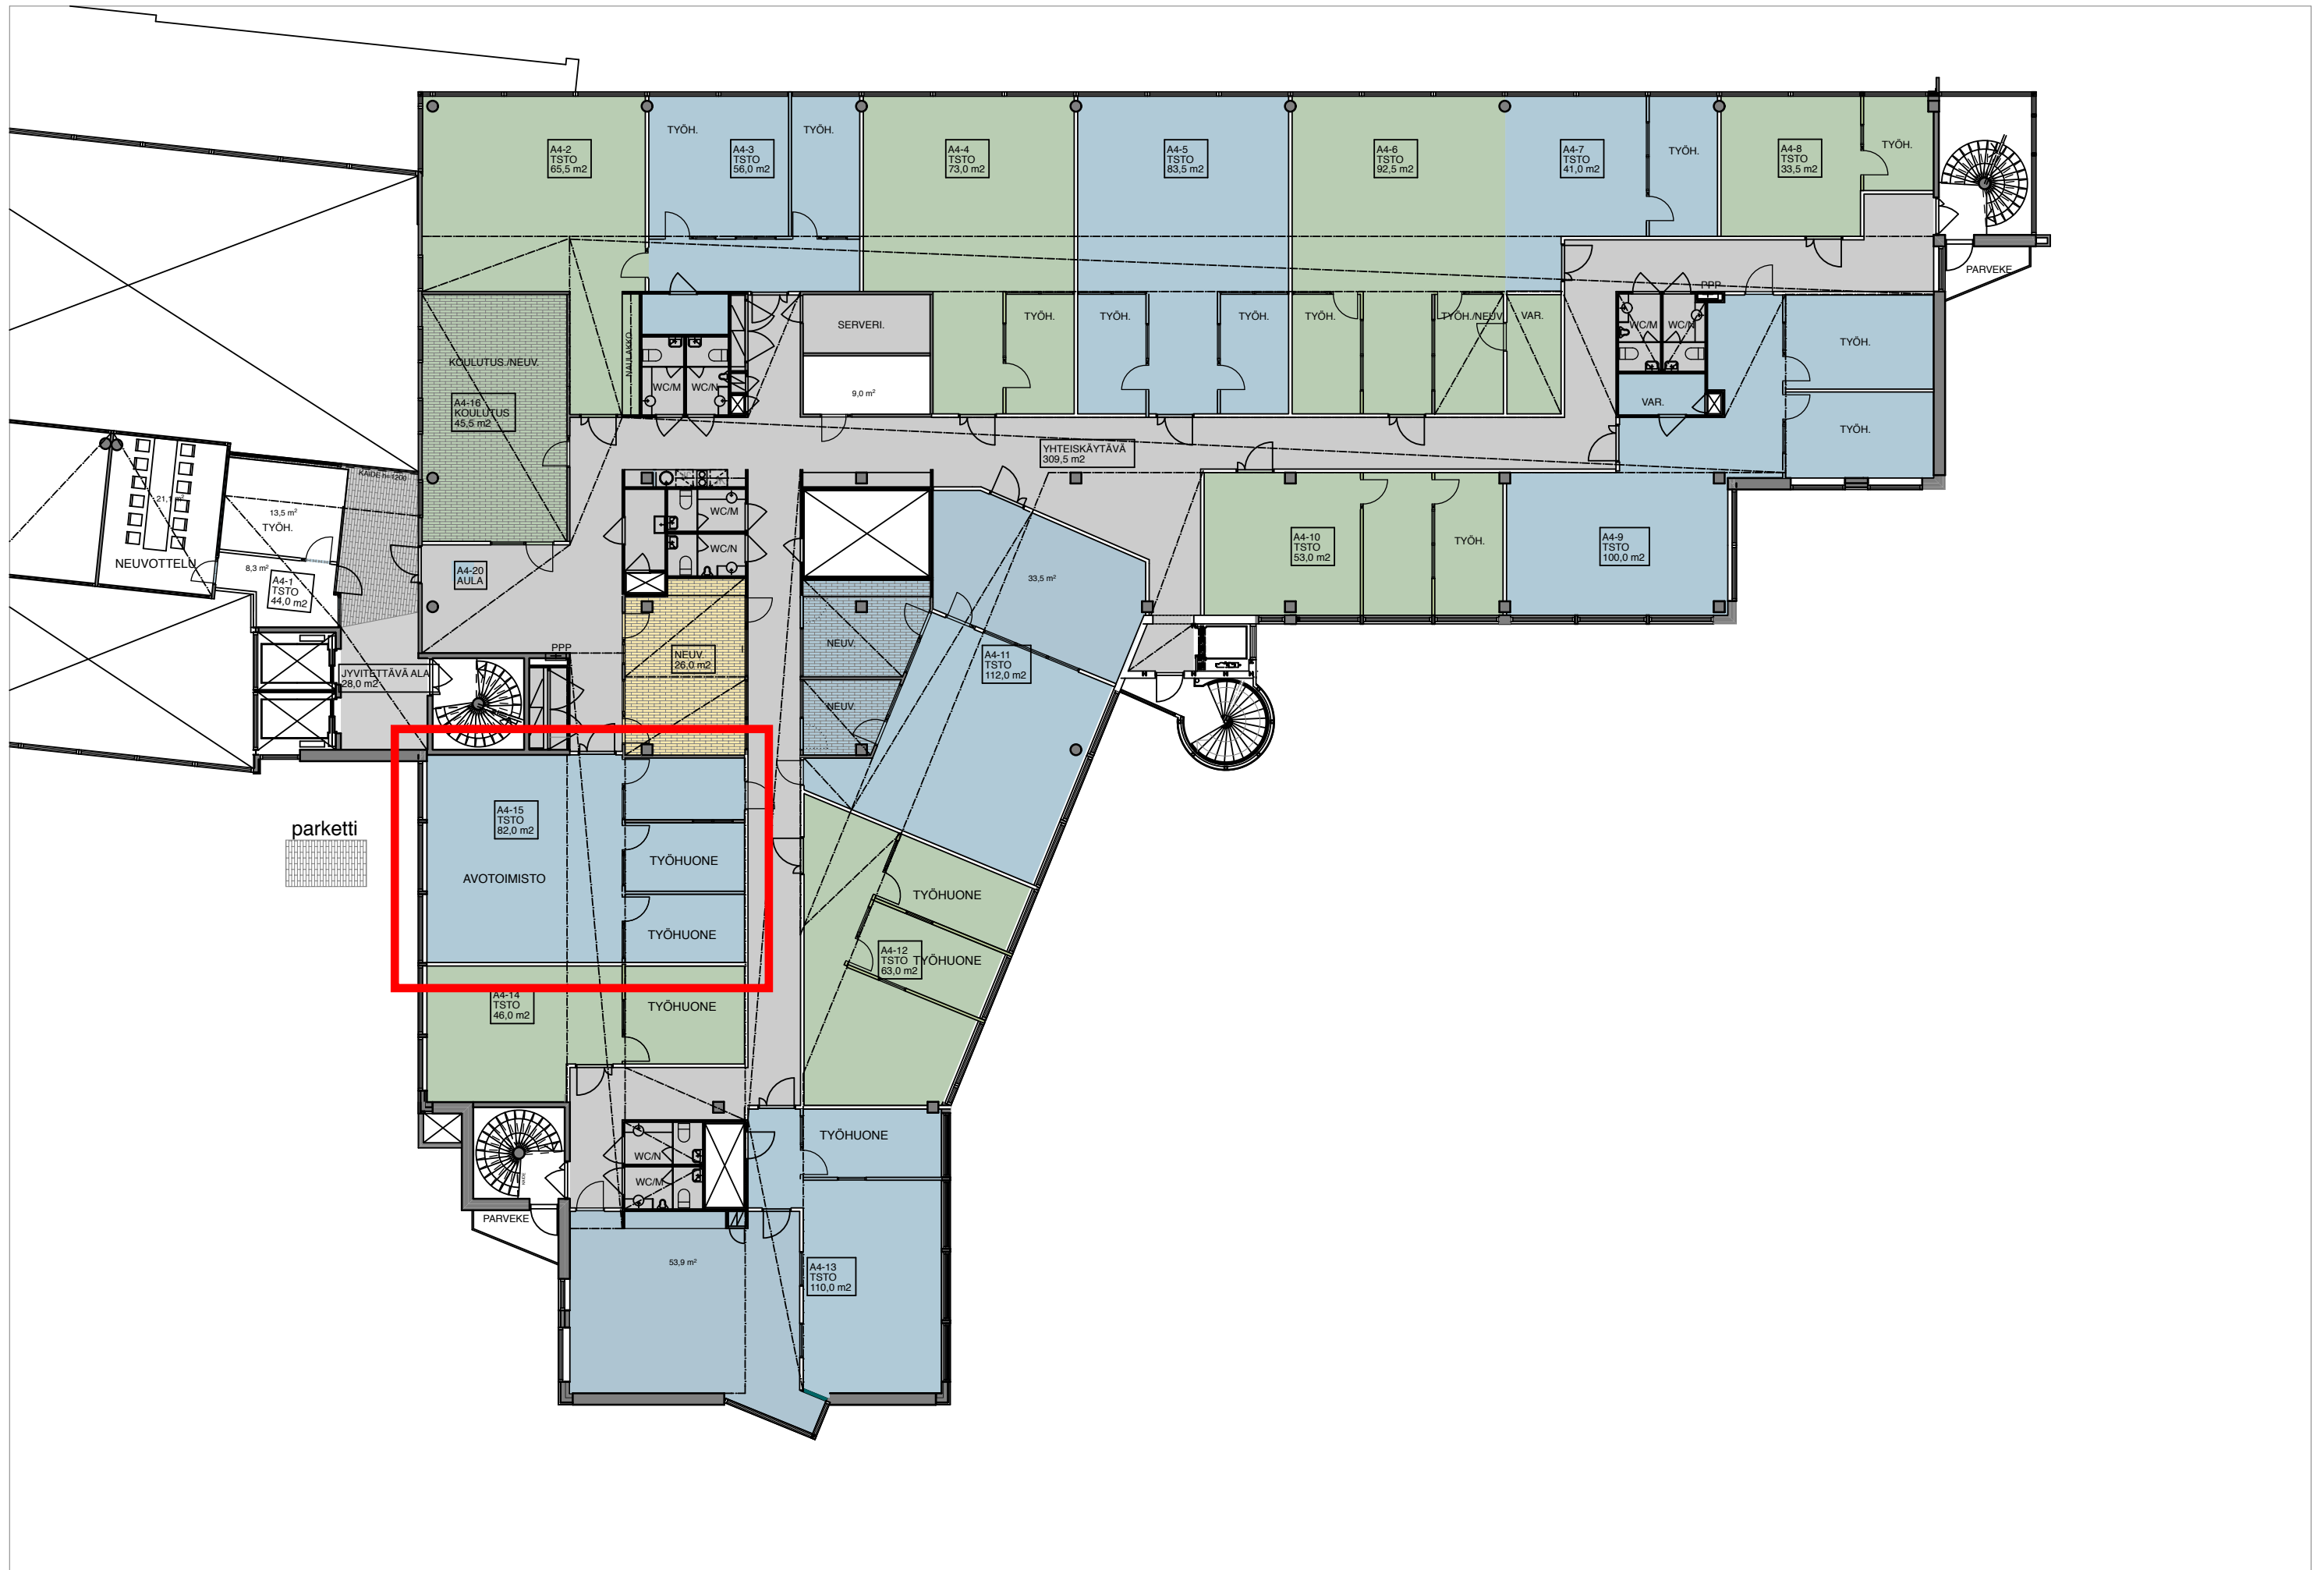 TYÖH.
TYÖH.
A4-2
TSTO
65,5 m2
A4-3
TSTO
56,0 m2
A4-4
TSTO
73,0 m2
A4-5
TSTO
83,5 m2
A4-6
TSTO
92,5 m2
A4-7
TSTO
41,0 m2
TYÖH.
A4-8
TSTO
33,5 m2
TYÖH.
PARVEKE
PPP
SERVERI.
TYÖH.
TYÖH.
TYÖH.
TYÖH.
TYÖH./NEUV
VAR.
WC/M
WC/N
TYÖH.
NAULAKKO
KOULUTUS./NEUV.
WC/M
WC/N
9,0 m²
A4-16
KOULUTUS
45,5 m2
VAR.
TYÖH.
YHTEISKÄYTÄVÄ
309,5 m2
KAIDE h=1200
21,1 m²
13,5 m²
TYÖH.
WC/M
WC/N
NEUVOTTELU
8,3 m²
A4-1
TSTO
44,0 m2
A4-20
AULA
33,5 m²
A4-10
TSTO
53,0 m2
TYÖH.
A4-9
TSTO
100,0 m2
PPP
NEUV.
26,0 m2
NEUV.
NEUV.
A4-11
TSTO
112,0 m2
JYVITETTÄVÄ ALA
28,0 m2
A4-15
TSTO
82,0 m2
parketti
AVOTOIMISTO
TYÖHUONE
TYÖHUONE
TYÖHUONE
A4-12
TSTO
63,0 m2
TYÖHUONE
A4-14
TSTO
46,0 m2
TYÖHUONE
TYÖHUONE
WC/N
WC/M
PARVEKE
53,9 m²
A4-13
TSTO
110,0 m2